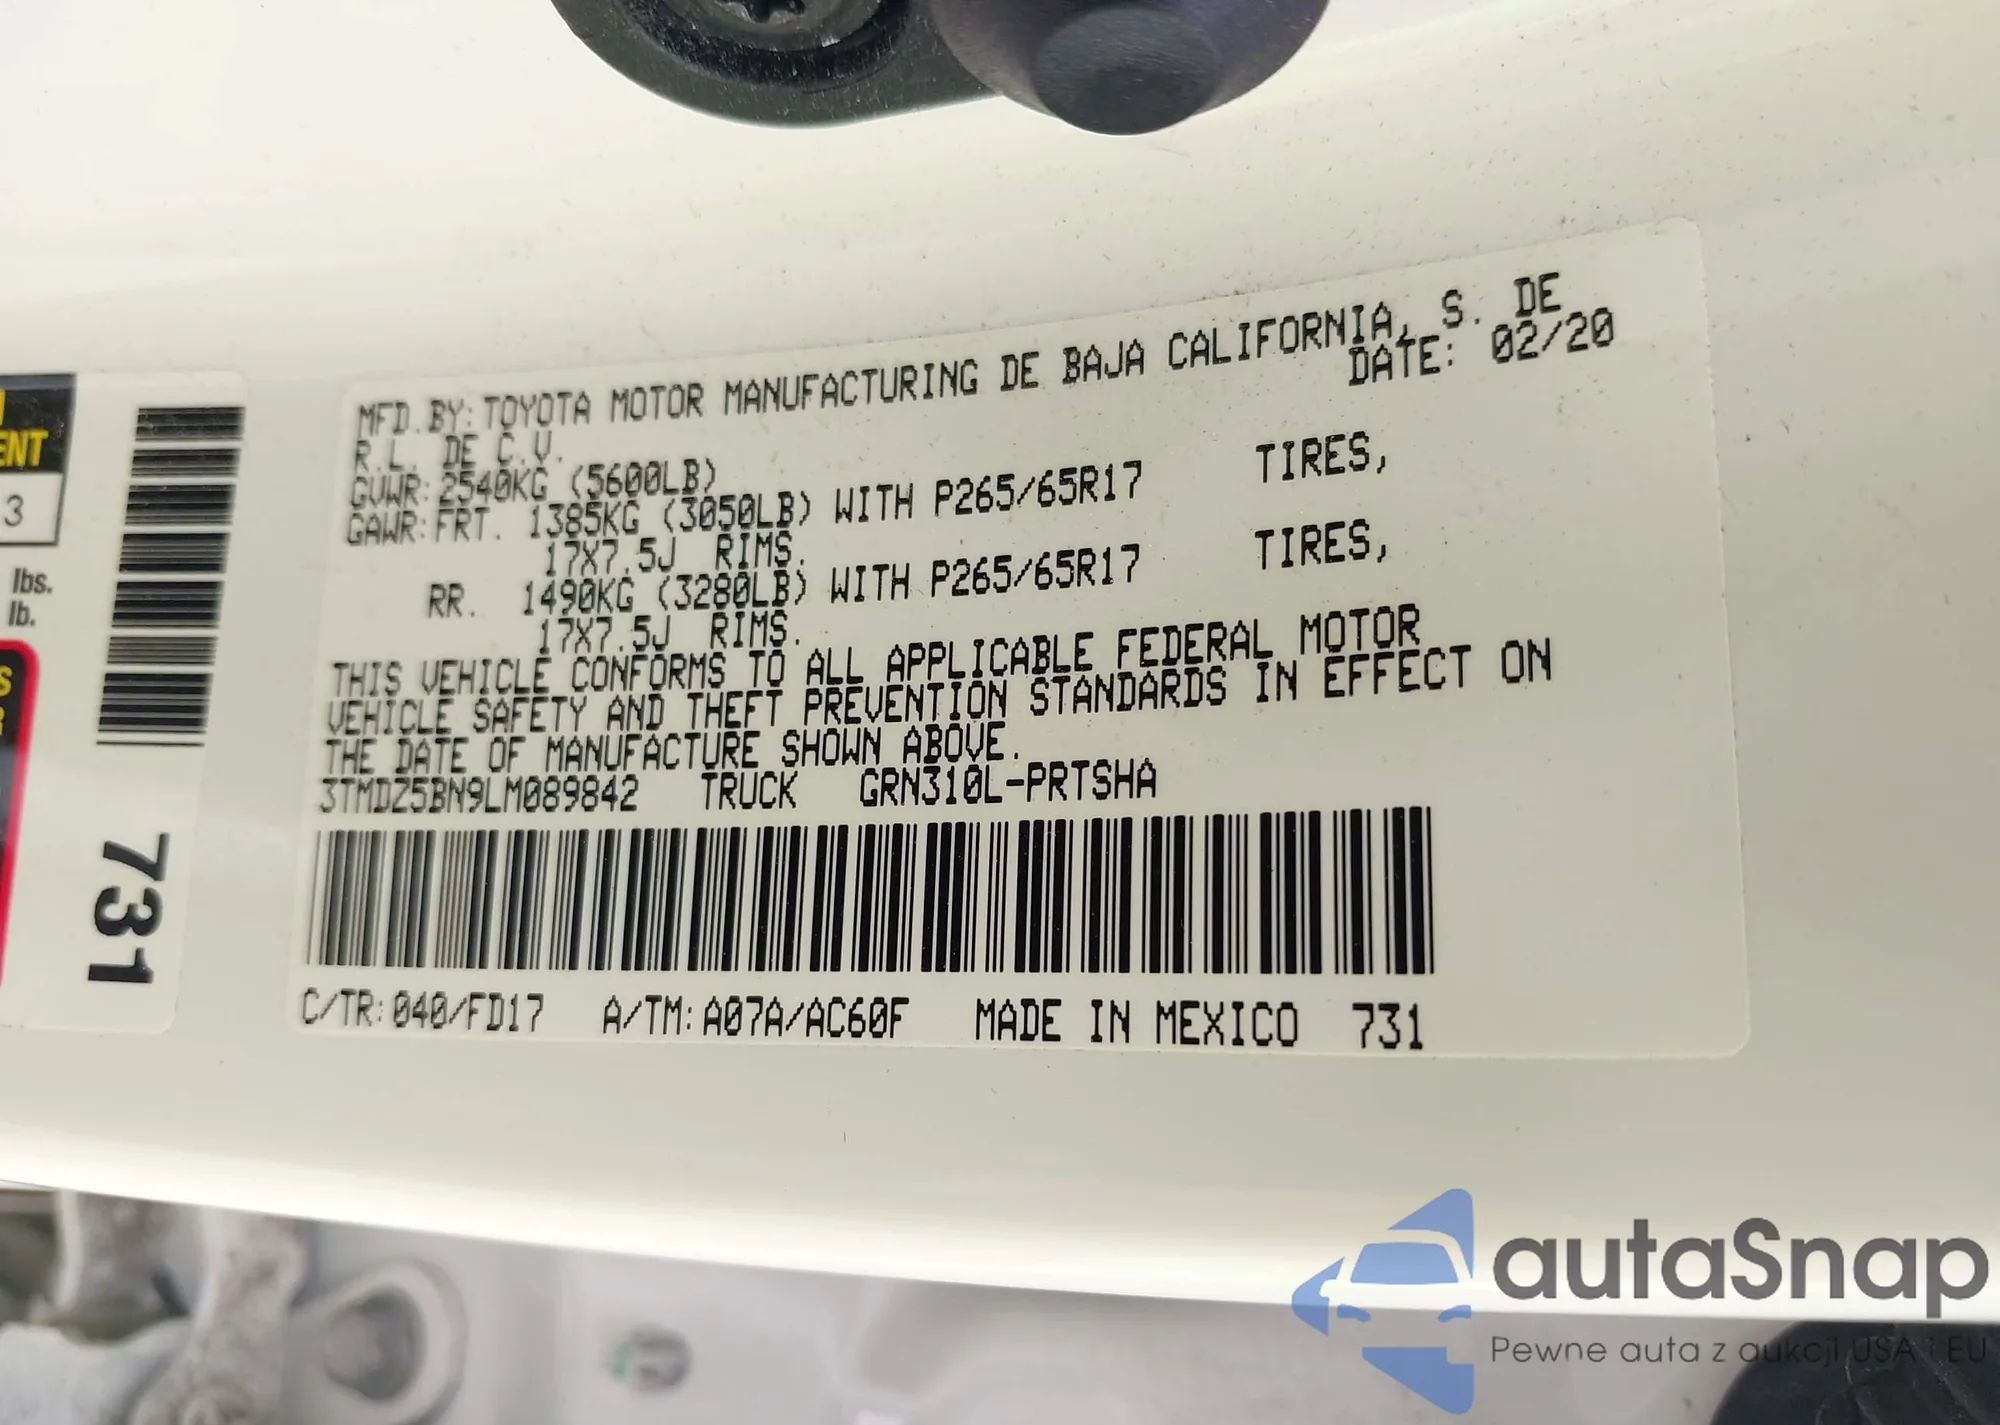 MFD.BY: TOYOTA MOTOR MANUFACTURING DE BAJA CALIFORNIA, S. DE
R.L. DE C.V. DATE: 02/20
GVWR: 2540KG (5600LB)
GAWR: FRT. 1385KG (3050LB) WITH P265/65R17 TIRES,
17X7.5J RIMS.
RR. 1490KG (3280LB) WITH P265/65R17 TIRES,
17X7.5J RIMS.
THIS VEHICLE CONFORMS TO ALL APPLICABLE FEDERAL MOTOR
VEHICLE SAFETY AND THEFT PREVENTION STANDARDS IN EFFECT ON
THE DATE OF MANUFACTURE SHOWN ABOVE.
3TMDZ5BN9LM089842 TRUCK GRN310L-PRTSHA
C/TR: 040/FD17 A/TM: A07A/AC60F MADE IN MEXICO 731
3
lbs.
lb.
731
autaSnap
Pewne auta z aukcji USA i EU